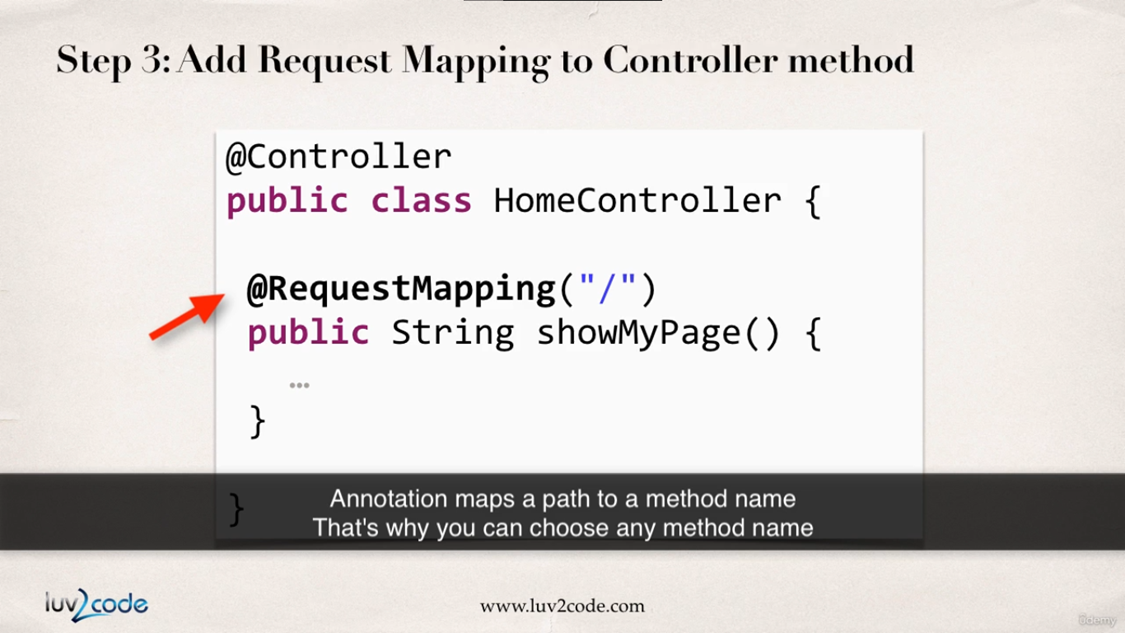 Step 3: Add Request Mapping to Controller method
@Controller
public class HomeController {
@RequestMapping("/")
public String showMyPage() {
…
}
}
Annotation maps a path to a method name
That's why you can choose any method name
luv2code
www.luv2code.com
ûdemy